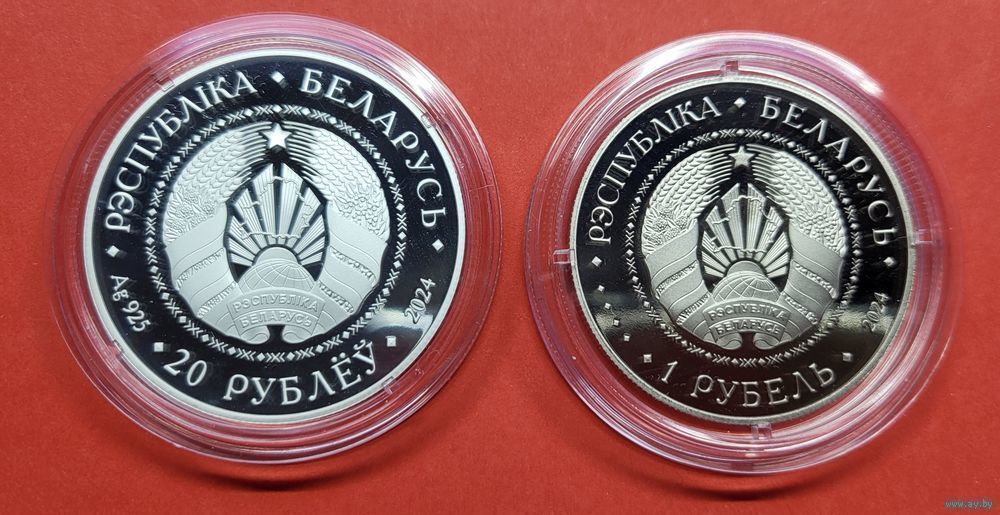 РЭСПУБЛІКА · БЕЛАРУСЬ
РЭСПУБЛІКА
БЕЛАРУСЬ
Ag 925
2024
20 РУБЛЁЎ
РЭСПУБЛІКА · БЕЛАРУСЬ
РЭСПУБЛІКА
БЕЛАРУСЬ
2024
1 РУБЕЛЬ
www.ay.by